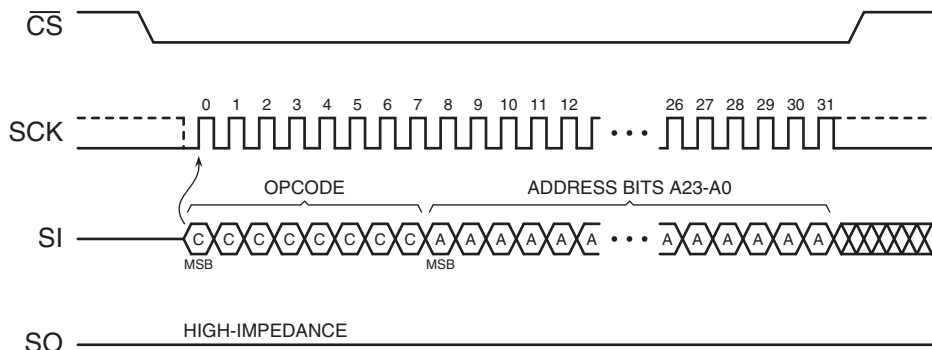 CS
0 1 2 3 4 5 6 7 8 9 10 11 12 26 27 28 29 30 31
SCK
OPCODE ADDRESS BITS A23-A0
SI C C C C C C C C A A A A A A A A A A A A
MSB MSB
HIGH-IMPEDANCE
SO